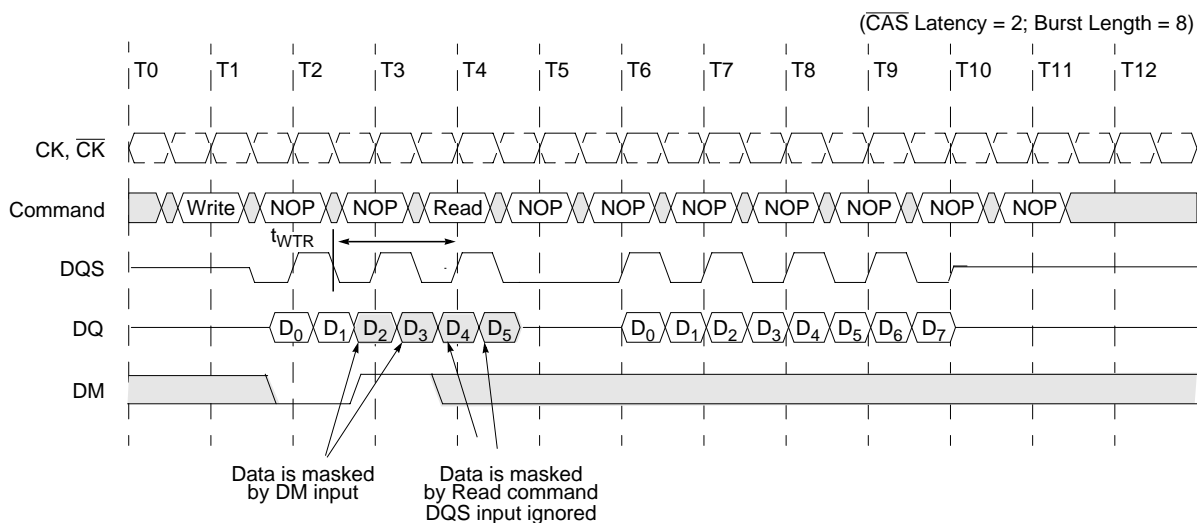 (CAS Latency = 2; Burst Length = 8)
T0 T1 T2 T3 T4 T5 T6 T7 T8 T9 T10 T11 T12
CK, CK
Command Write NOP NOP Read NOP NOP NOP NOP NOP NOP NOP
tWTR
DQS
DQ D0 D1 D2 D3 D4 D5 D0 D1 D2 D3 D4 D5 D6 D7
DM
Data is masked
by DM input
Data is masked
by Read command
DQS input ignored